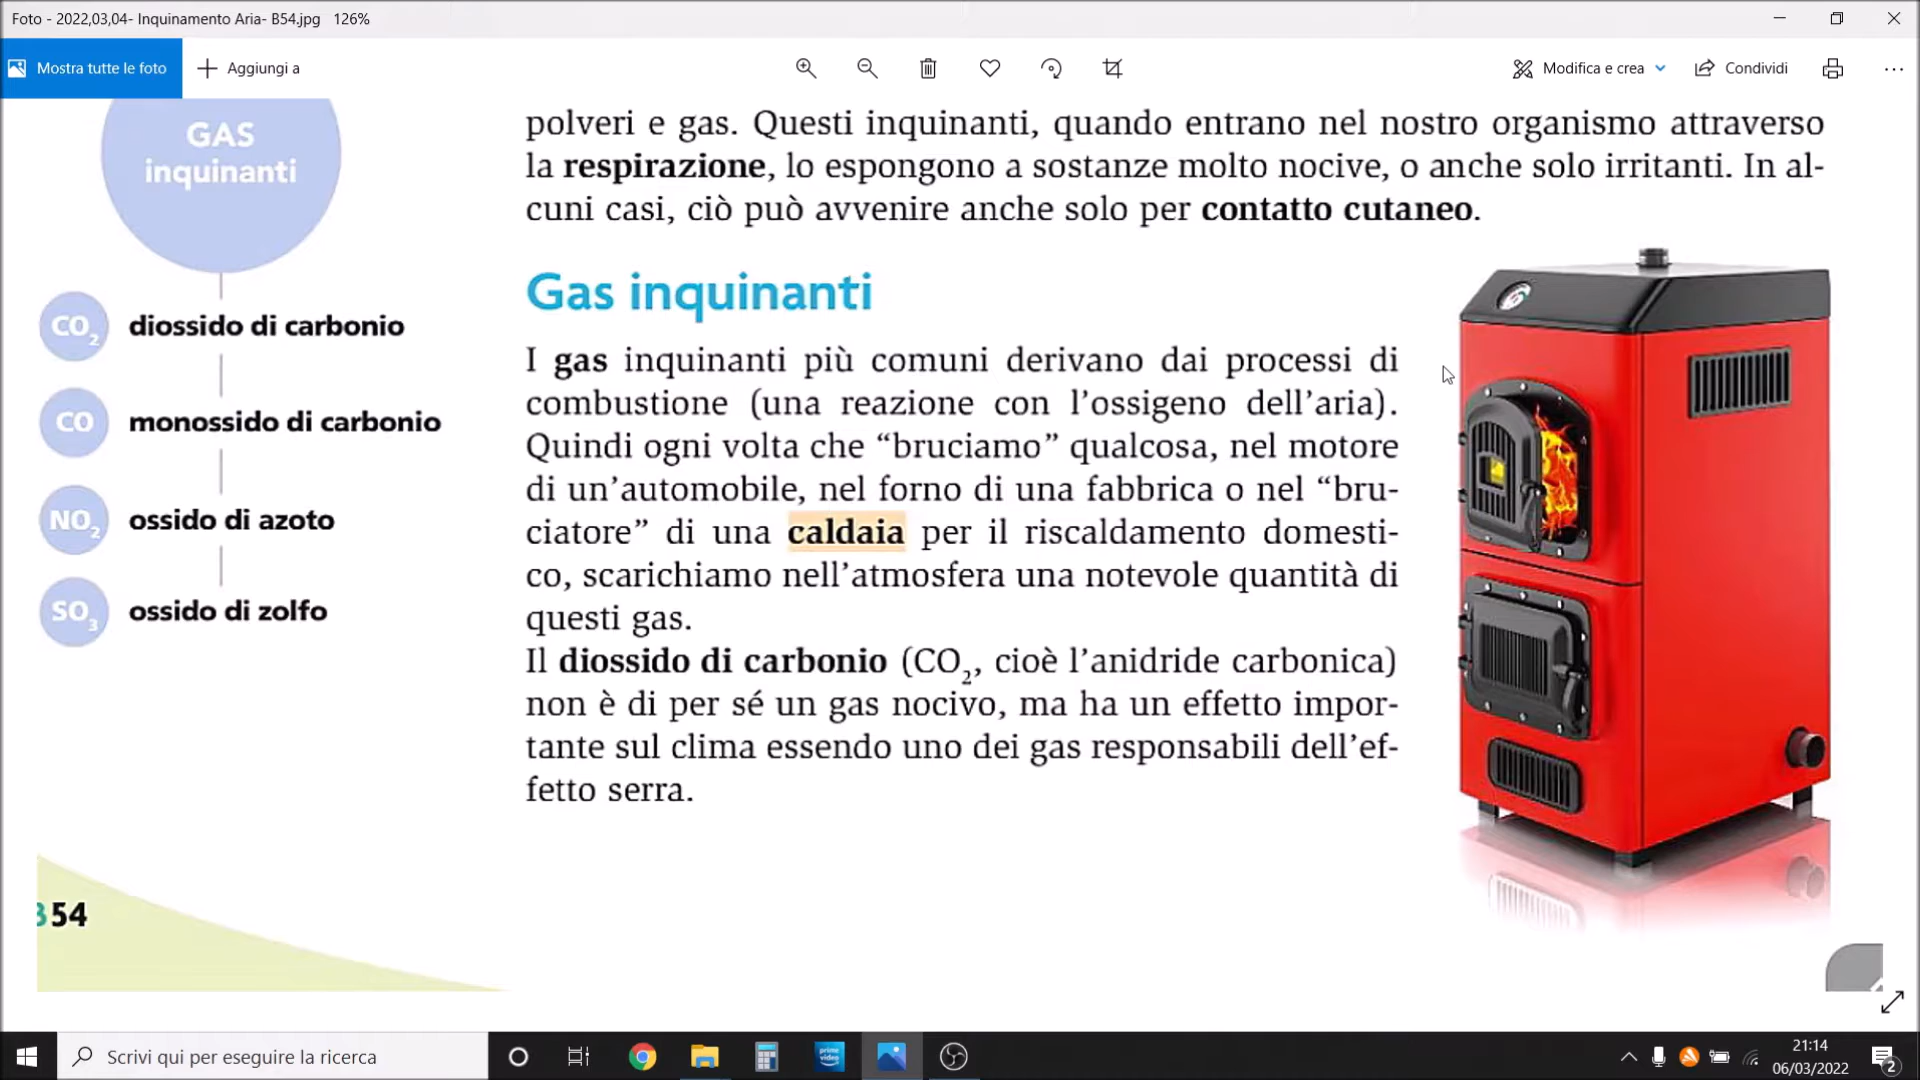 Foto - 2022,03,04- Inquinamento Aria- B54.jpg 126%
Mostra tutte le foto
Aggiungi a
Modifica e crea
Condividi
GAS
inquinanti
CO2
diossido di carbonio
CO
monossido di carbonio
NO2
ossido di azoto
SO3
ossido di zolfo
polveri e gas. Questi inquinanti, quando entrano nel nostro organismo attraverso
la respirazione, lo espongono a sostanze molto nocive, o anche solo irritanti. In al-
cuni casi, ciò può avvenire anche solo per contatto cutaneo.
Gas inquinanti
I gas inquinanti più comuni derivano dai processi di
combustione (una reazione con l’ossigeno dell’aria).
Quindi ogni volta che “bruciamo” qualcosa, nel motore
di un’automobile, nel forno di una fabbrica o nel “bru-
ciatore” di una caldaia per il riscaldamento domesti-
co, scarichiamo nell’atmosfera una notevole quantità di
questi gas.
Il diossido di carbonio (CO2, cioè l’anidride carbonica)
non è di per sé un gas nocivo, ma ha un effetto impor-
tante sul clima essendo uno dei gas responsabili dell’ef-
fetto serra.
B54
Scrivi qui per eseguire la ricerca
prime video
21:14
06/03/2022
2